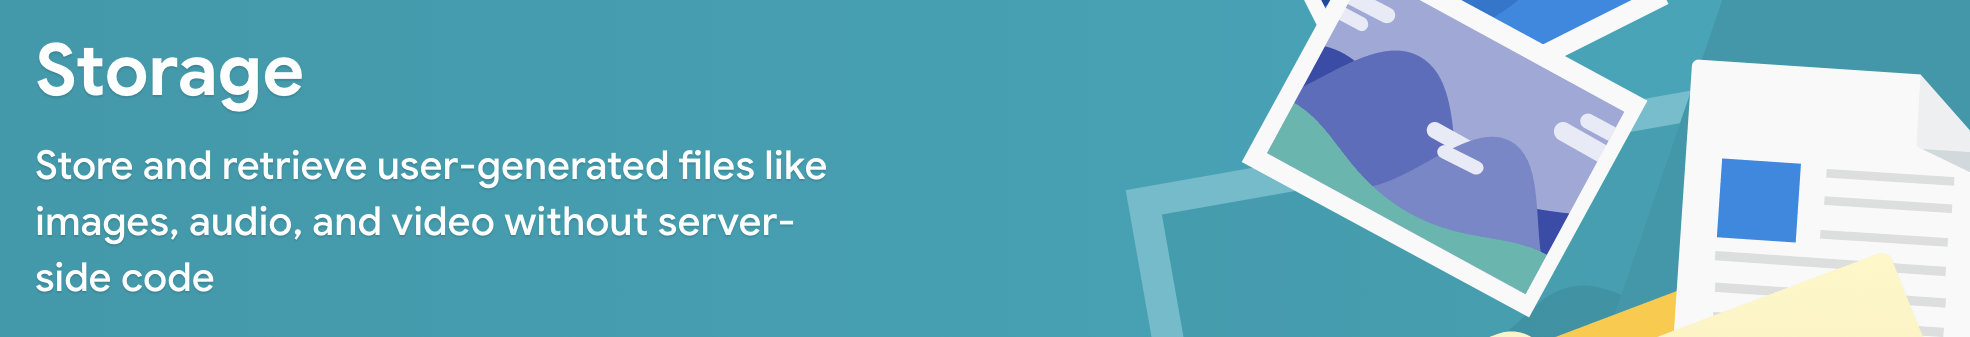 Storage
Store and retrieve user-generated files like
images, audio, and video without server-
side code